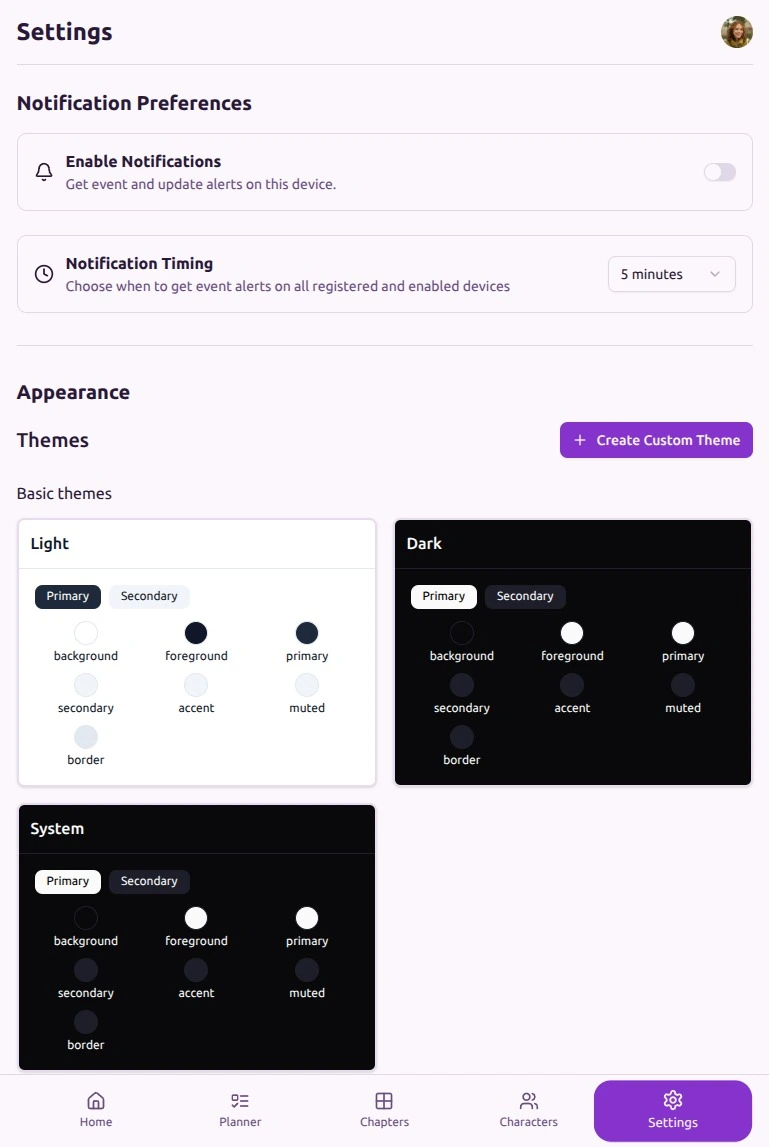 Settings
Notification Preferences
Enable Notifications
Get event and update alerts on this device.
Notification Timing
Choose when to get event alerts on all registered and enabled devices
5 minutes
Appearance
Themes
Create Custom Theme
Basic themes
Light
Primary Secondary
background foreground primary
secondary accent muted
border
Dark
Primary Secondary
background foreground primary
secondary accent muted
border
System
Primary Secondary
background foreground primary
secondary accent muted
border
Home Planner Chapters Characters Settings